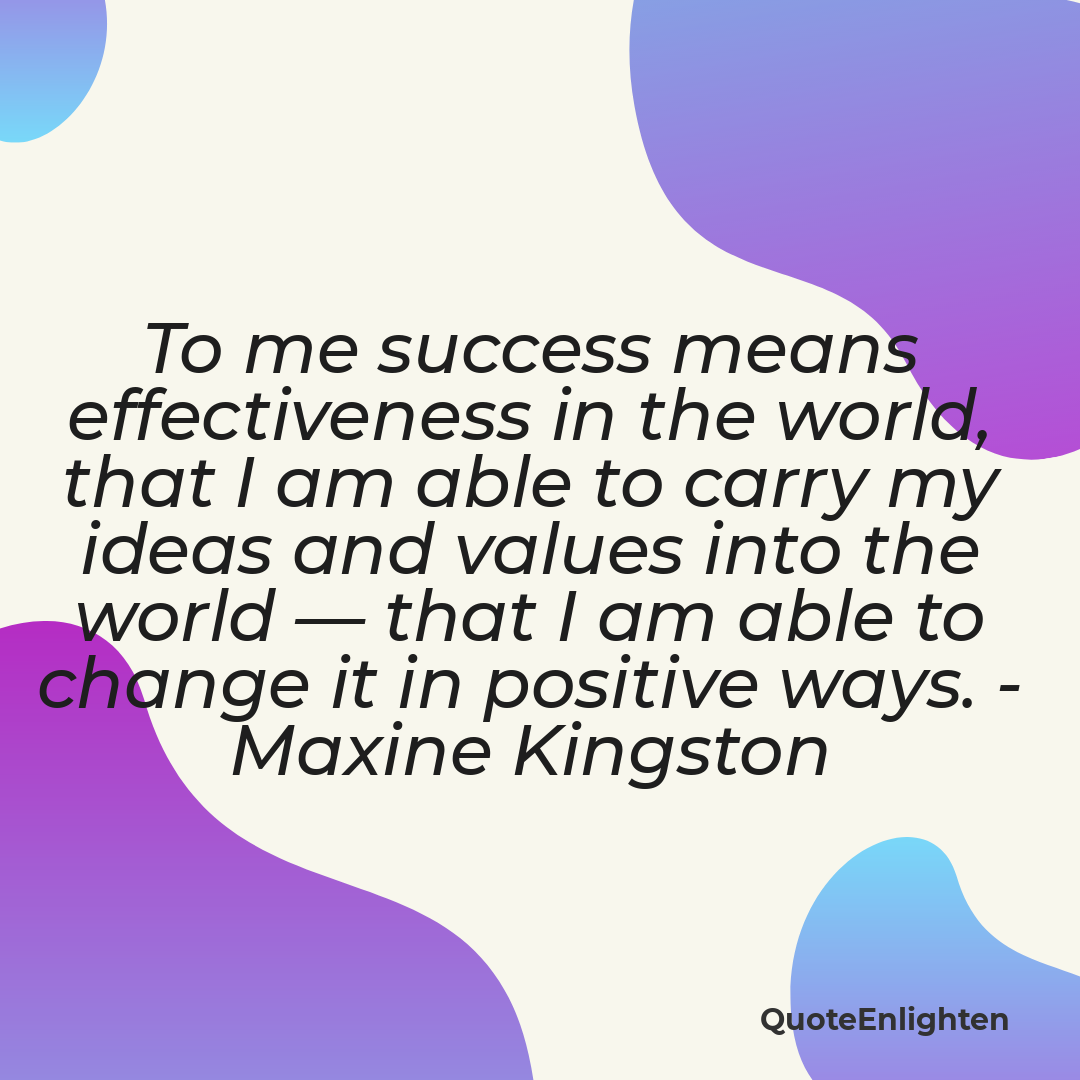 To me success means
effectiveness in the world,
that I am able to carry my
ideas and values into the
world — that I am able to
change it in positive ways. -
Maxine Kingston
QuoteEnlighten